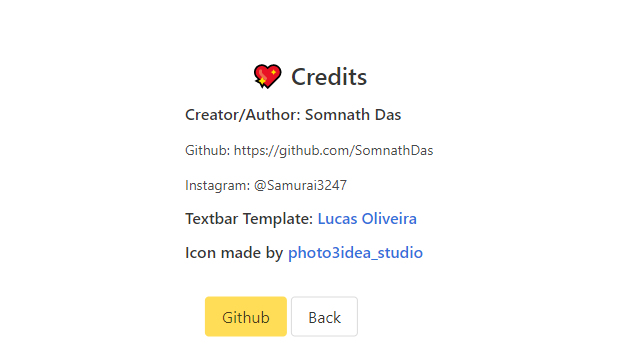 Credits
Creator/Author: Somnath Das
Github: https://github.com/SomnathDas
Instagram: @Samurai3247
Textbar Template: Lucas Oliveira
Icon made by photo3idea_studio
Github Back